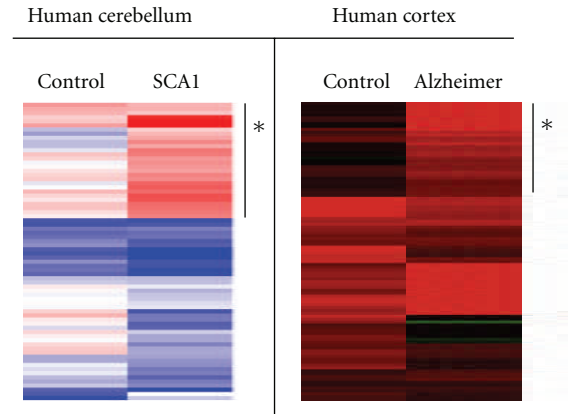 Human cerebellum Human cortex
Control SCA1 Control Alzheimer
* *